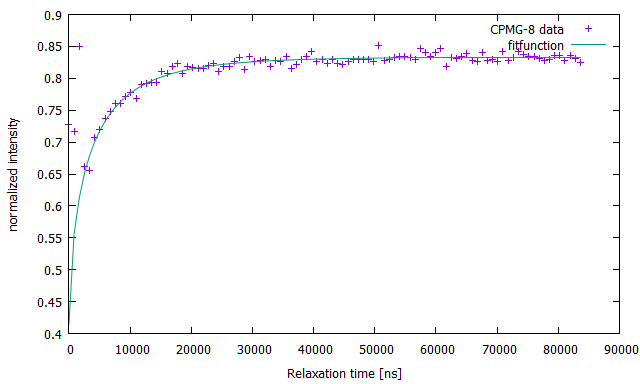 0.9
CPMG-8 data
fitfunction
0.85
0.8
0.75
0.7
0.65
0.6
0.55
0.5
0.45
0.4
normalized intensity
0 10000 20000 30000 40000 50000 60000 70000 80000 90000
Relaxation time [ns]